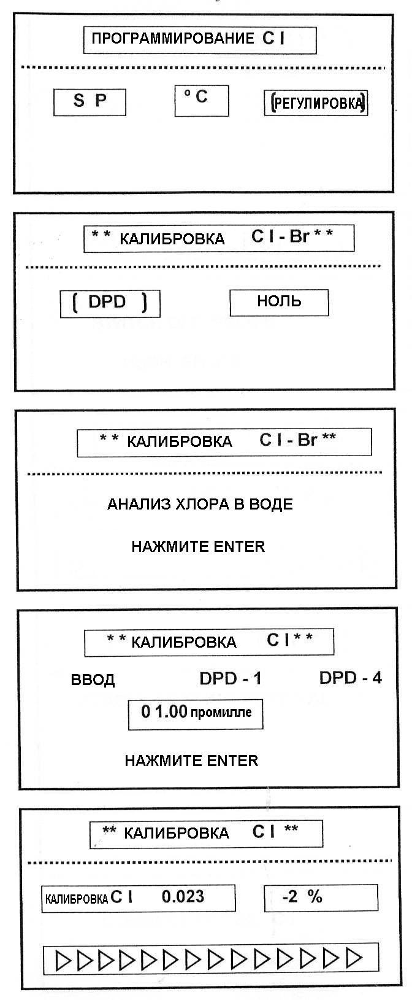 ПРОГРАММИРОВАНИЕ C l
S P ºC (РЕГУЛИРОВКА)
** КАЛИБРОВКА C l - Br **
( DPD ) НОЛЬ
** КАЛИБРОВКА C l - Br **
АНАЛИЗ ХЛОРА В ВОДЕ
НАЖМИТЕ ENTER
** КАЛИБРОВКА C l **
ВВОД DPD - 1 DPD - 4
0 1.00 промилле
НАЖМИТЕ ENTER
** КАЛИБРОВКА C l **
КАЛИБРОВКА C l 0.023 -2 %